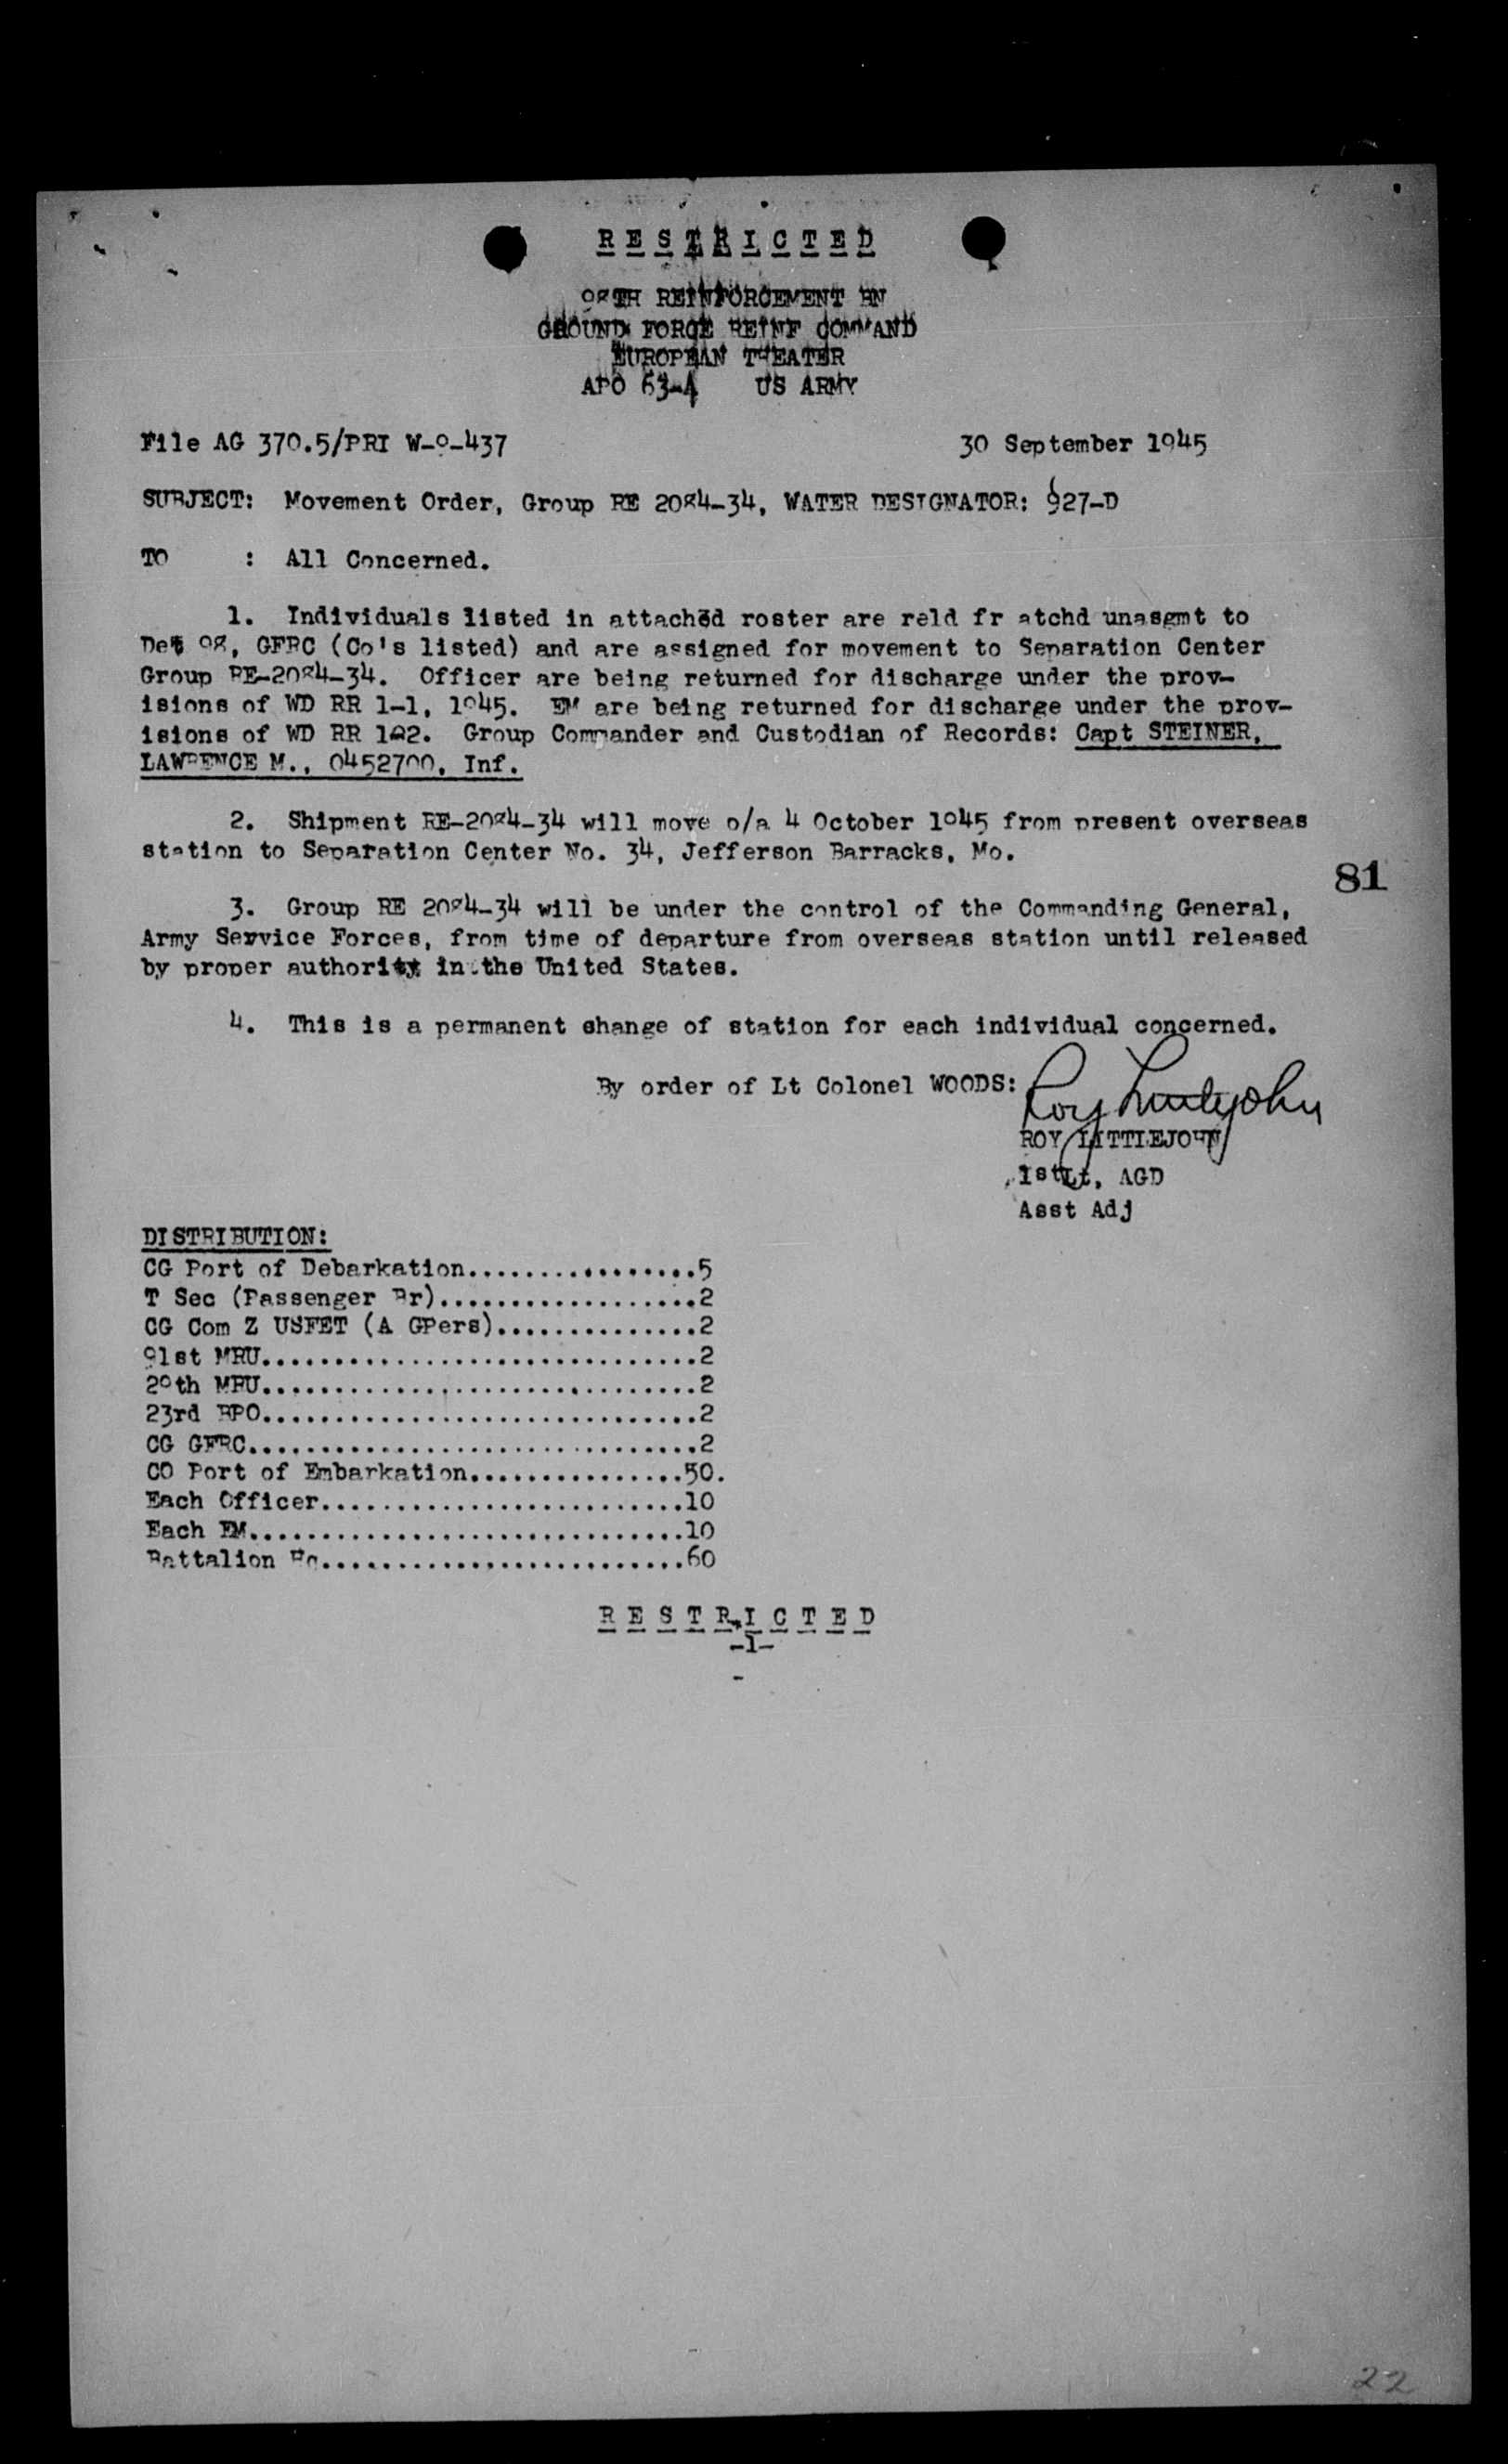 R E S T R I C T E D
98TH REINFORCEMENT BN
GROUND FORCE REINF COMMAND
EUROPEAN THEATER
APO 63-A US ARMY
File AG 370.5/PRI W-9-437 30 September 1945
SUBJECT: Movement Order, Group RE 2084-34, WATER DESIGNATOR: 927-D
TO : All Concerned.
1. Individuals listed in attached roster are reld fr atchd unasgmt to
Det 98, GFRC (Co's listed) and are assigned for movement to Separation Center
Group RE-2084-34. Officer are being returned for discharge under the prov-
isions of WD RR 1-1, 1945. EM are being returned for discharge under the prov-
isions of WD RR Group Commander and Custodian of Records: Capt STEINER,
LAWRENCE M., 0452700, Inf.
2. Shipment RE-2084-34 will move o/a 4 October 1945 from present overseas
station to Separation Center No. 34, Jefferson Barracks, Mo.
81
3. Group RE 2084-34 will be under the control of the Commanding General,
Army Service Forces, from time of departure from overseas station until released
by proper authority in the United States.
4. This is a permanent change of station for each individual concerned.
By order of Lt Colonel WOODS:
Roy Littlejohn
ROY LITTLEJOHN
1st Lt, AGD
Asst Adj
DISTRIBUTION:
CG Port of Debarkation................5
T Sec (Passenger Br)..................2
CG Com Z USFET (A GPers)..............2
91st MRU..............................2
29th MRU..............................2
23rd BPO..............................2
CG GFRC...............................2
CO Port of Embarkation...............50.
Each Officer.........................10
Each EM..............................10
Battalion Hq.........................60
R E S T R I C T E D
-1-
22